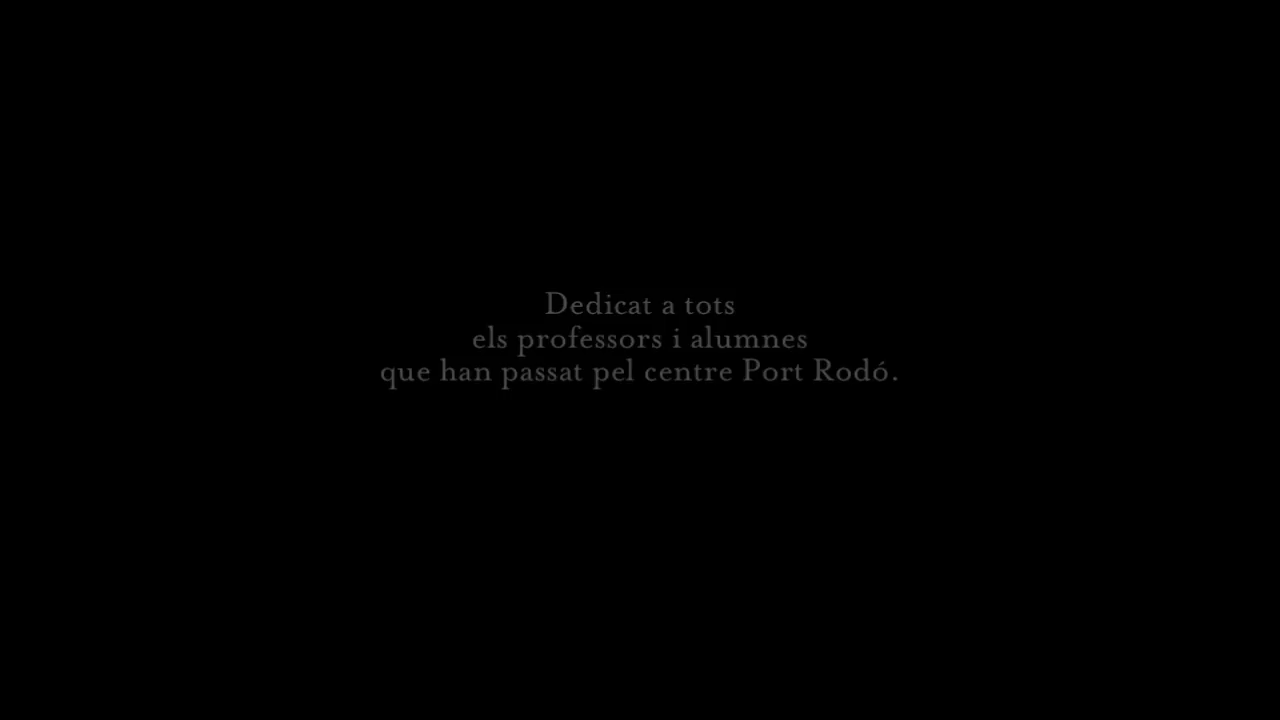 Dedicat a tots
els professors i alumnes
que han passat pel centre Port Rodó.